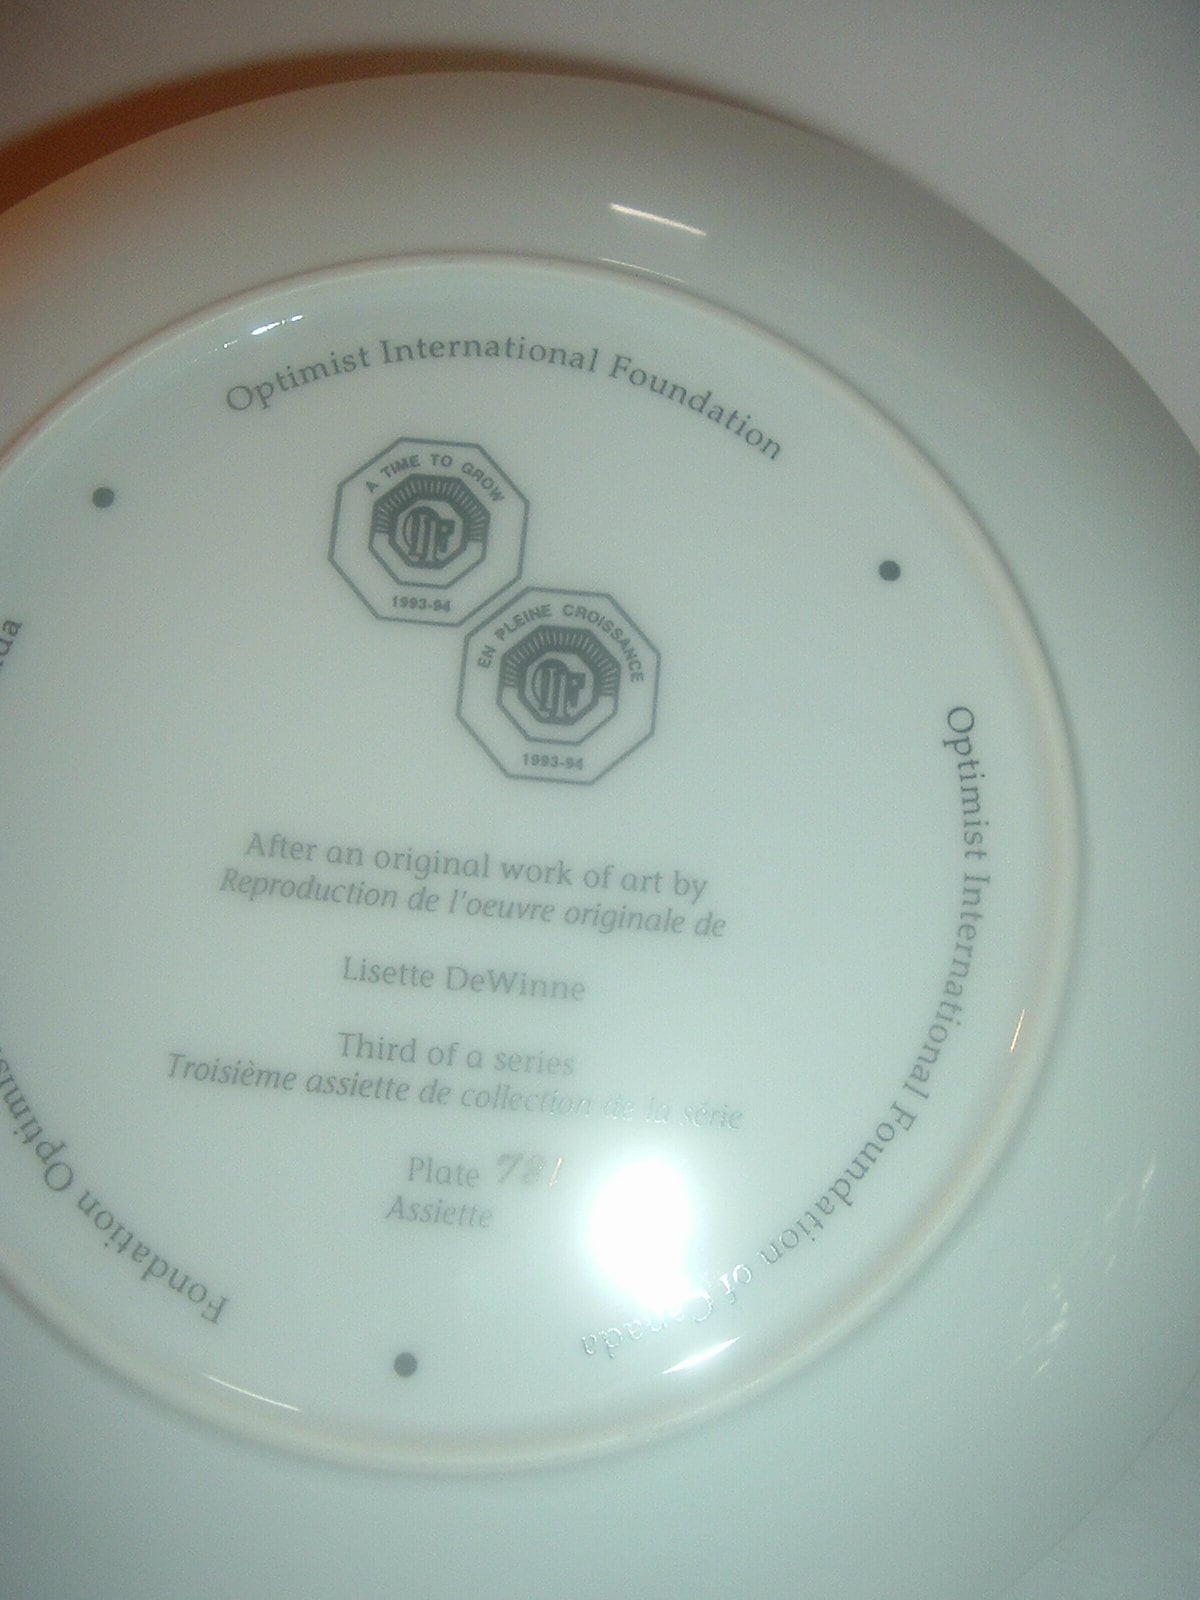 Optimist International Foundation
A TIME TO GROW
1993-94
EN PLEINE CROISSANCE
1993-94
After an original work of art by
Reproduction de l'oeuvre originale de
Lisette DeWinne
Third of a series
Troisième assiette de collection de la série
Plate 781
Assiette
Optimist International Foundation of Canada
Fondation